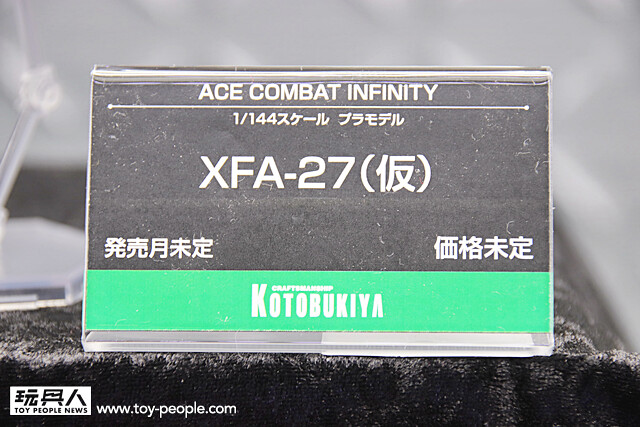 ACE COMBAT INFINITY
1/144スケール プラモデル
XFA-27(仮)
発売月未定 価格未定
CRAFTSMANSHIP
KOTOBUKIYA
玩具人
TOY PEOPLE NEWS
www.toy-people.com